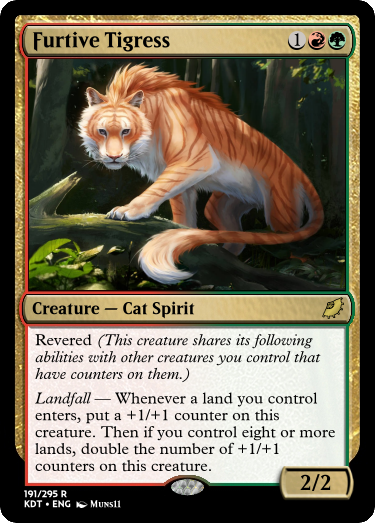 Furtive Tigress 1
Creature — Cat Spirit
Revered (This creature shares its following
abilities with other creatures you control that
have counters on them.)
Landfall — Whenever a land you control
enters, put a +1/+1 counter on this
creature. Then if you control eight or more
lands, double the number of +1/+1
counters on this creature.
2/2
191/295 R
KDT • ENG Muns11